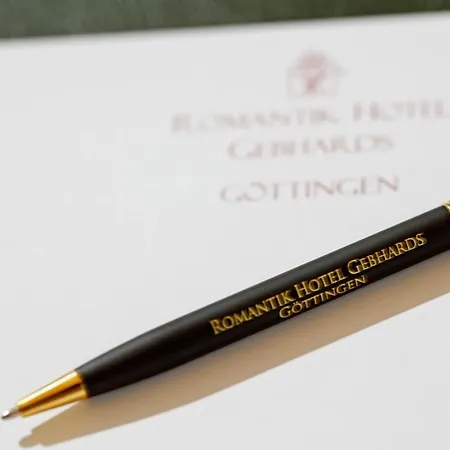 ROMANTIK HOTEL
GEBHARDS
GÖTTINGEN
ROMANTIK HOTEL GEBHARDS
GÖTTINGEN